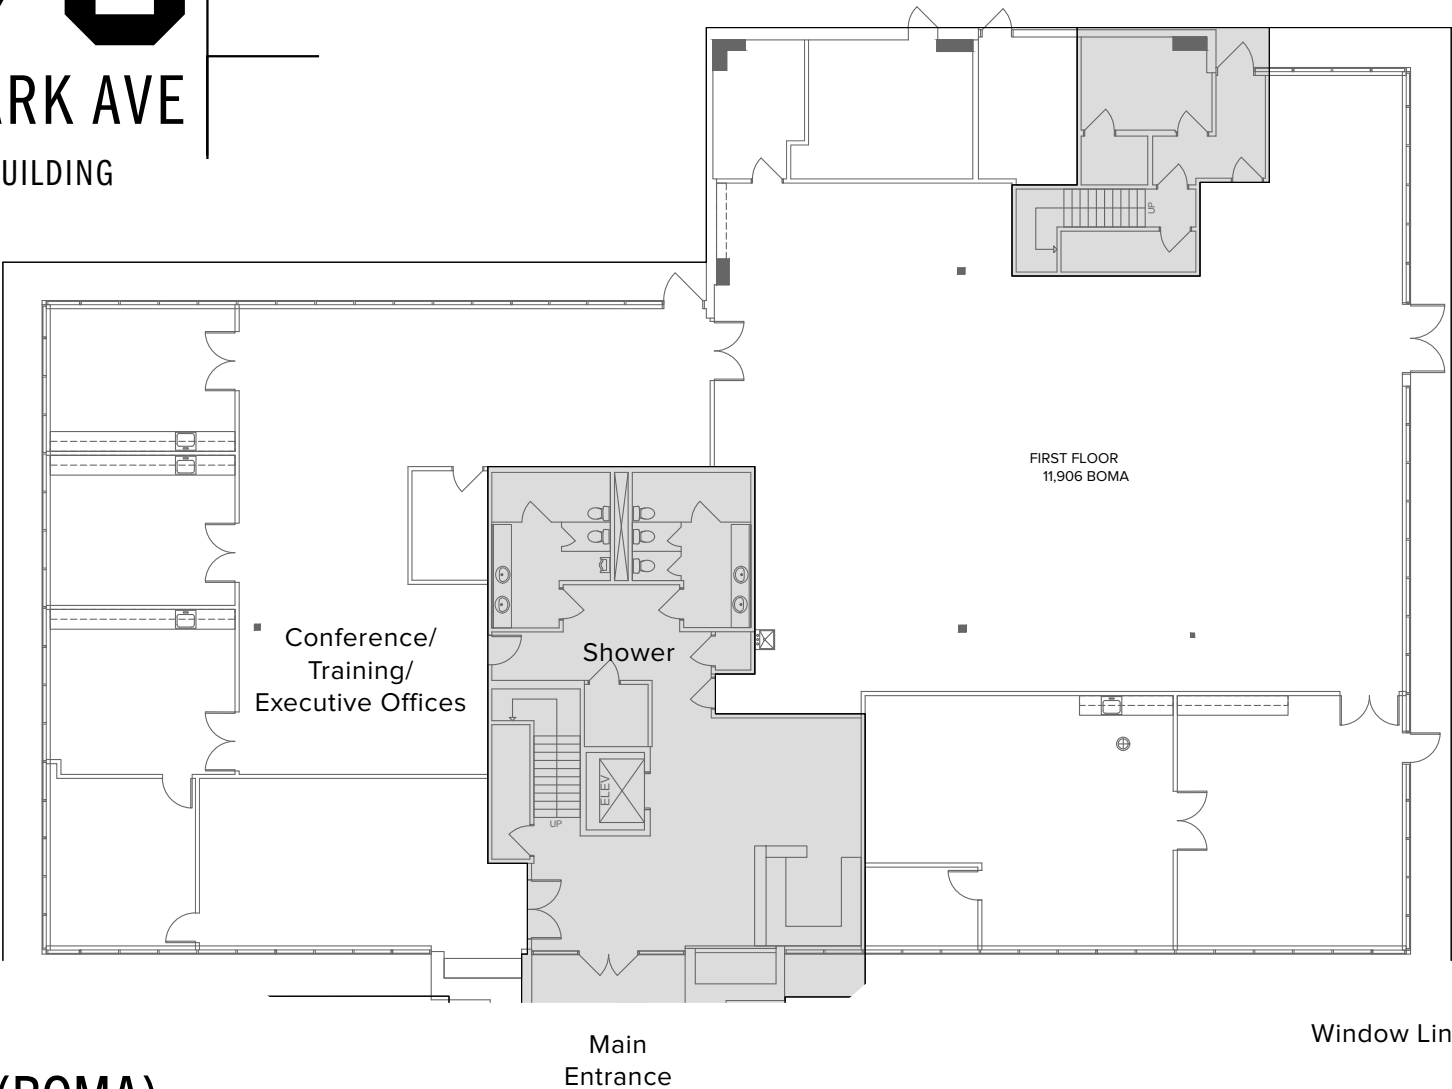 ARK AVE
UILDING
UP
FIRST FLOOR
11,906 BOMA
Conference/
Training/
Executive Offices
Shower
ELEV
UP
Main
Entrance
Window Lin
(BOMA)